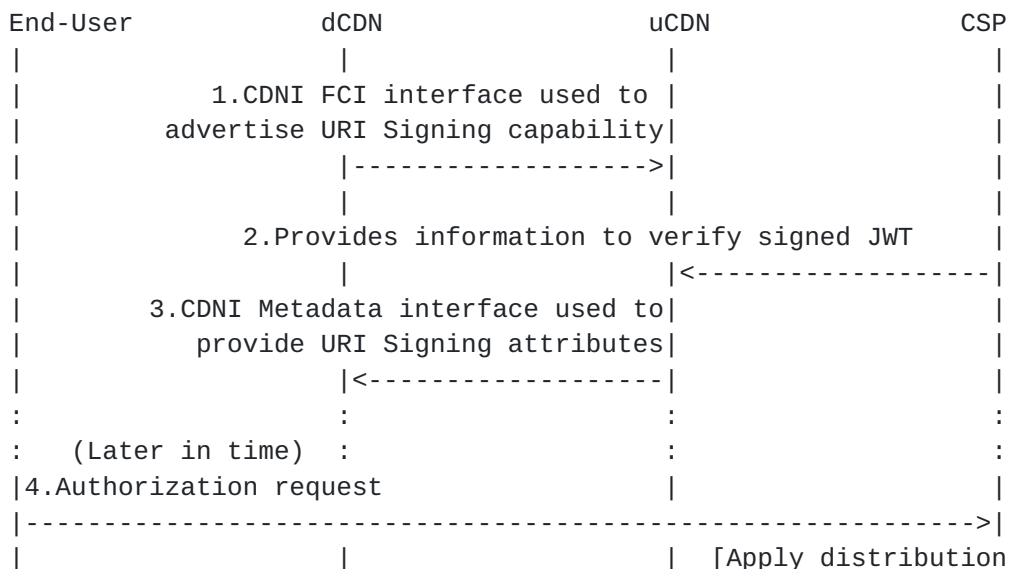 End-User            dCDN                 uCDN                CSP
|                    |                    |                    |
|            1.CDNI FCI interface used to |                    |
|         advertise URI Signing capability|                    |
|                    |------------------->|                    |
|                    |                    |                    |
|              2.Provides information to verify signed JWT     |
|                    |                    |<-------------------|
|        3.CDNI Metadata interface used to|                    |
|           provide URI Signing attributes|                    |
|                    |<-------------------|                    |
:                    :                    :                    :
:   (Later in time)  :                    :                    :
|4.Authorization request                  |                    |
|------------------------------------------------------------->|
|                    |                    |  [Apply distribution